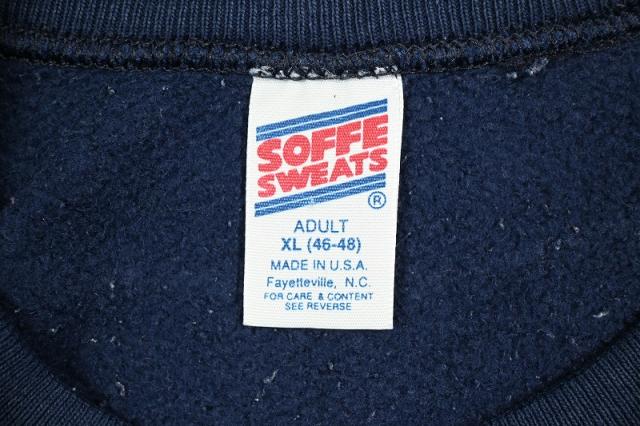 SOFFE
SWEATS
®
ADULT
XL (46-48)
MADE IN U.S.A.
Fayetteville, N.C.
FOR CARE & CONTENT
SEE REVERSE